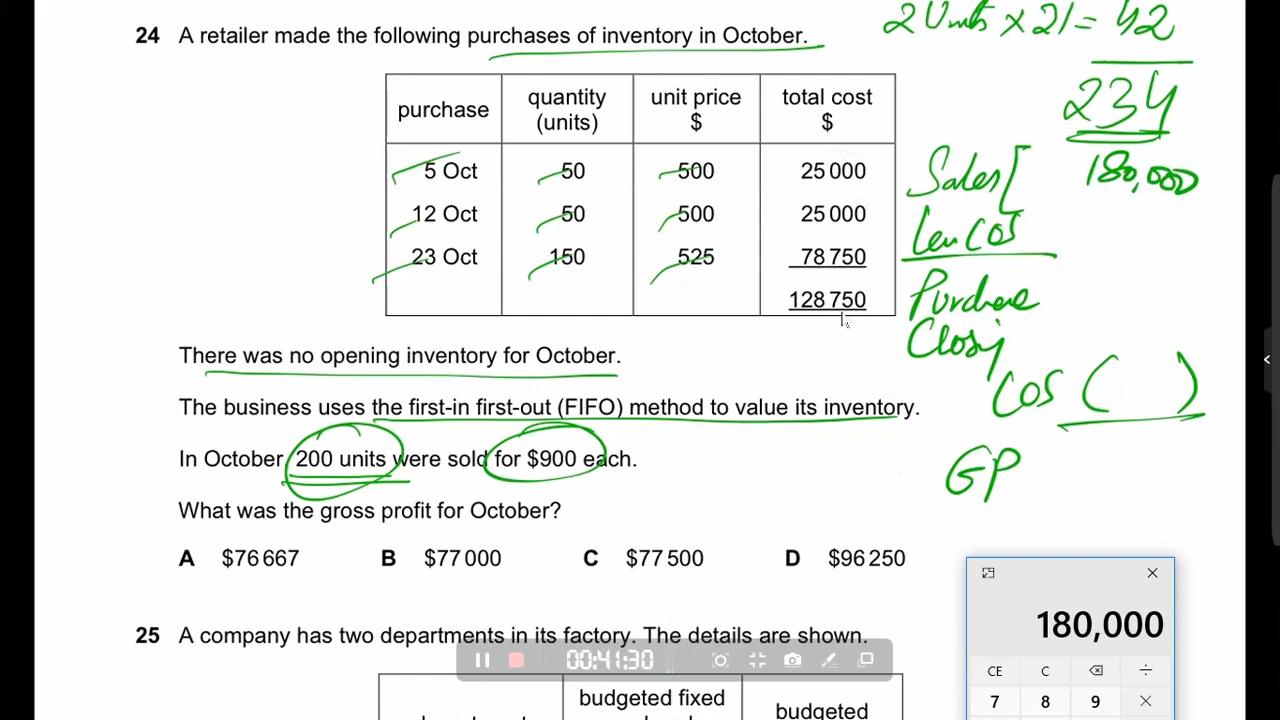 2 Units × 21 = 42
24 A retailer made the following purchases of inventory in October.
234
purchase quantity (units) unit price $ total cost $
5 Oct 50 500 25 000
12 Oct 50 500 25 000
23 Oct 150 525 78 750
128 750
Sales [ 180,000
Less COS
Purchase
Closing
COS ( )
GP
There was no opening inventory for October.
The business uses the first-in first-out (FIFO) method to value its inventory.
In October 200 units were sold for $900 each.
What was the gross profit for October?
A $76 667 B $77 000 C $77 500 D $96 250
180,000
CE C ⌫ ÷
7 8 9 ×
25 A company has two departments in its factory. The details are shown.
00:41:30
budgeted fixed
budgeted